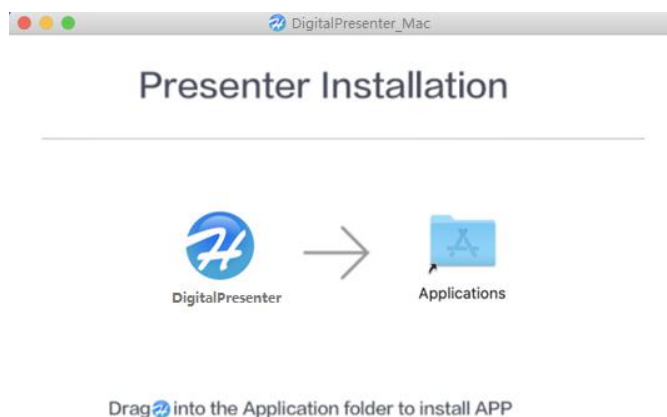 DigitalPresenter_Mac
Presenter Installation
DigitalPresenter
Applications
Drag into the Application folder to install APP